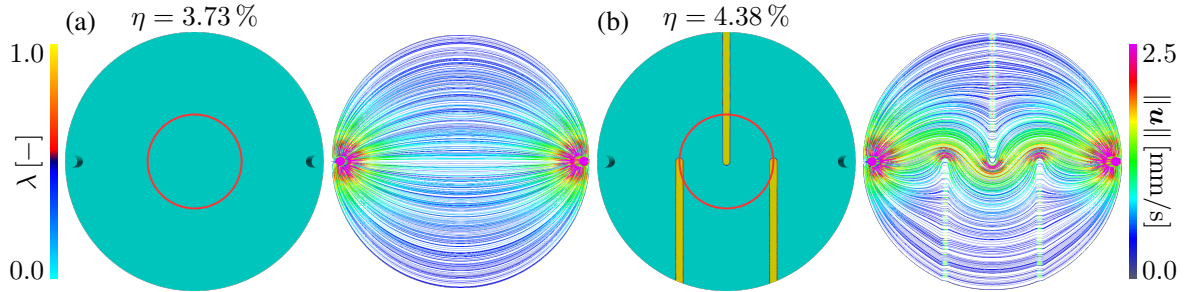 (a) η = 3.73 %
(b) η = 4.38 %
1.0
λ [−]
0.0
2.5
‖u‖ [mm/s]
0.0